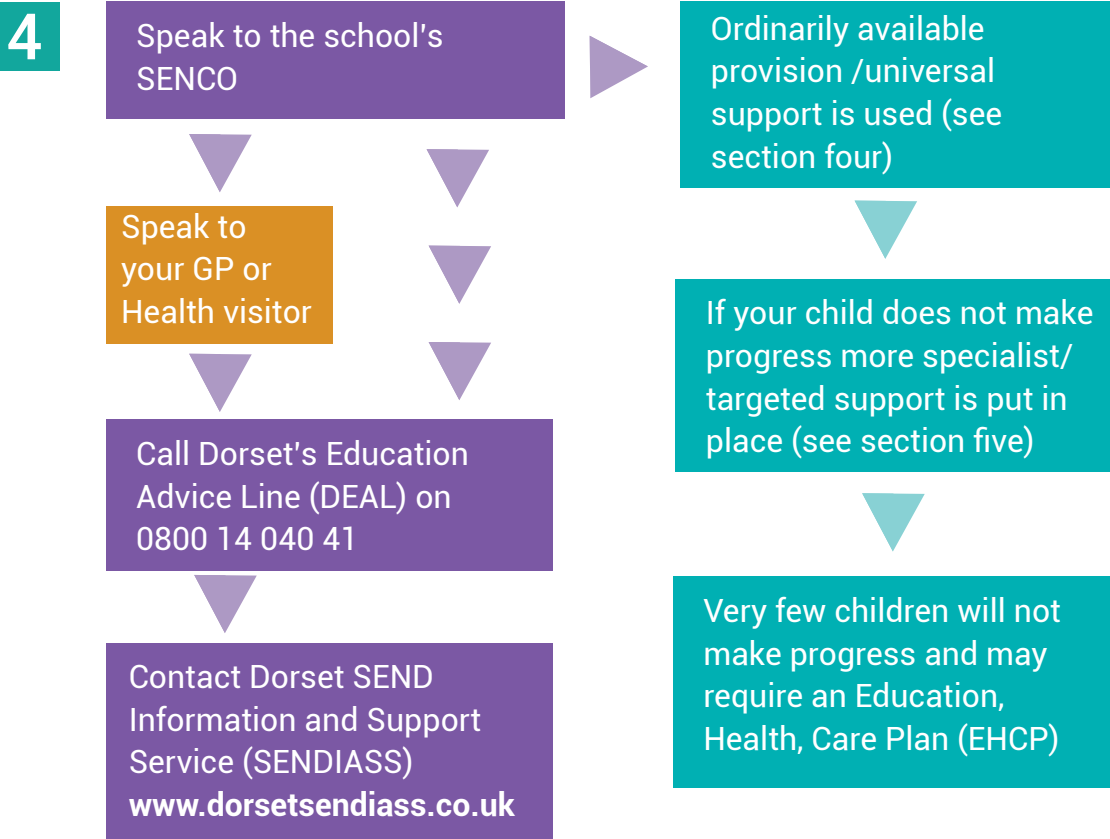 4
Speak to the school's
SENCO
Speak to
your GP or
Health visitor
Call Dorset's Education
Advice Line (DEAL) on
0800 14 040 41
Contact Dorset SEND
Information and Support
Service (SENDIASS)
www.dorsetsendiass.co.uk
Ordinarily available
provision /universal
support is used (see
section four)
If your child does not make
progress more specialist/
targeted support is put in
place (see section five)
Very few children will not
make progress and may
require an Education,
Health, Care Plan (EHCP)